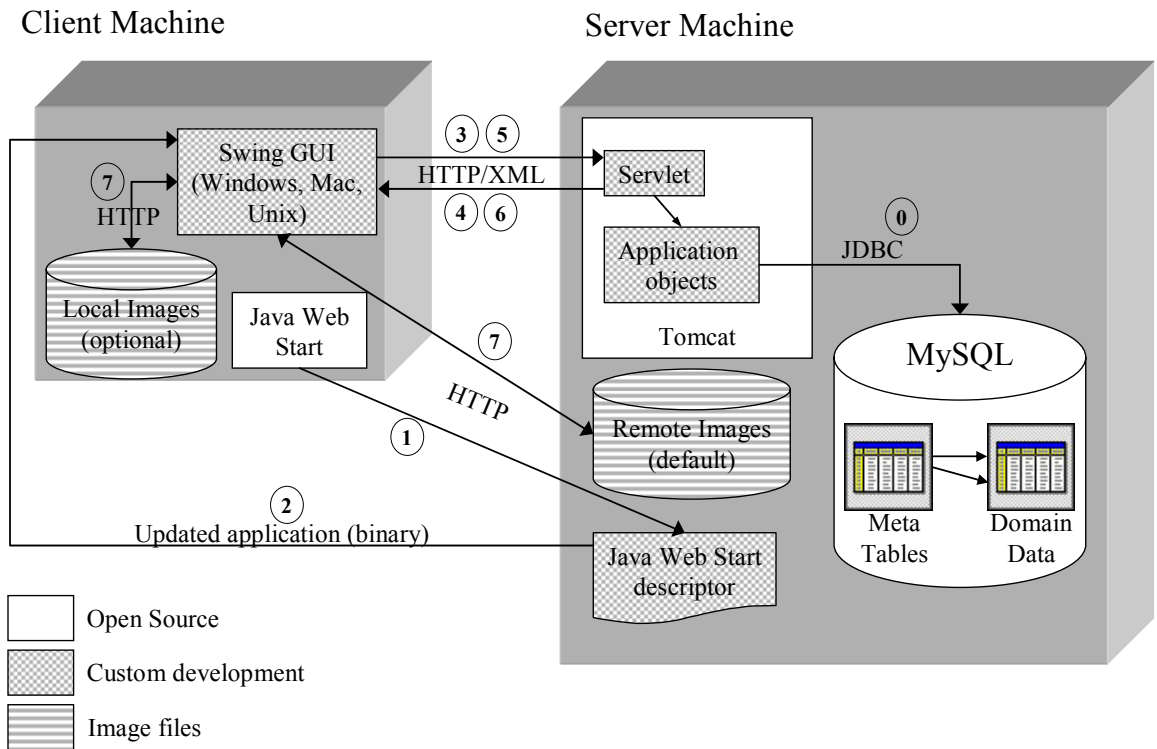 Client Machine
Server Machine
Swing GUI
(Windows, Mac,
Unix)
7
HTTP
Local Images
(optional)
Java Web
Start
3 5
HTTP/XML
4 6
Servlet
Application
objects
Tomcat
0
JDBC
MySQL
Meta
Tables
Domain
Data
7
HTTP
Remote Images
(default)
1
2
Updated application (binary)
Java Web Start
descriptor
Open Source
Custom development
Image files